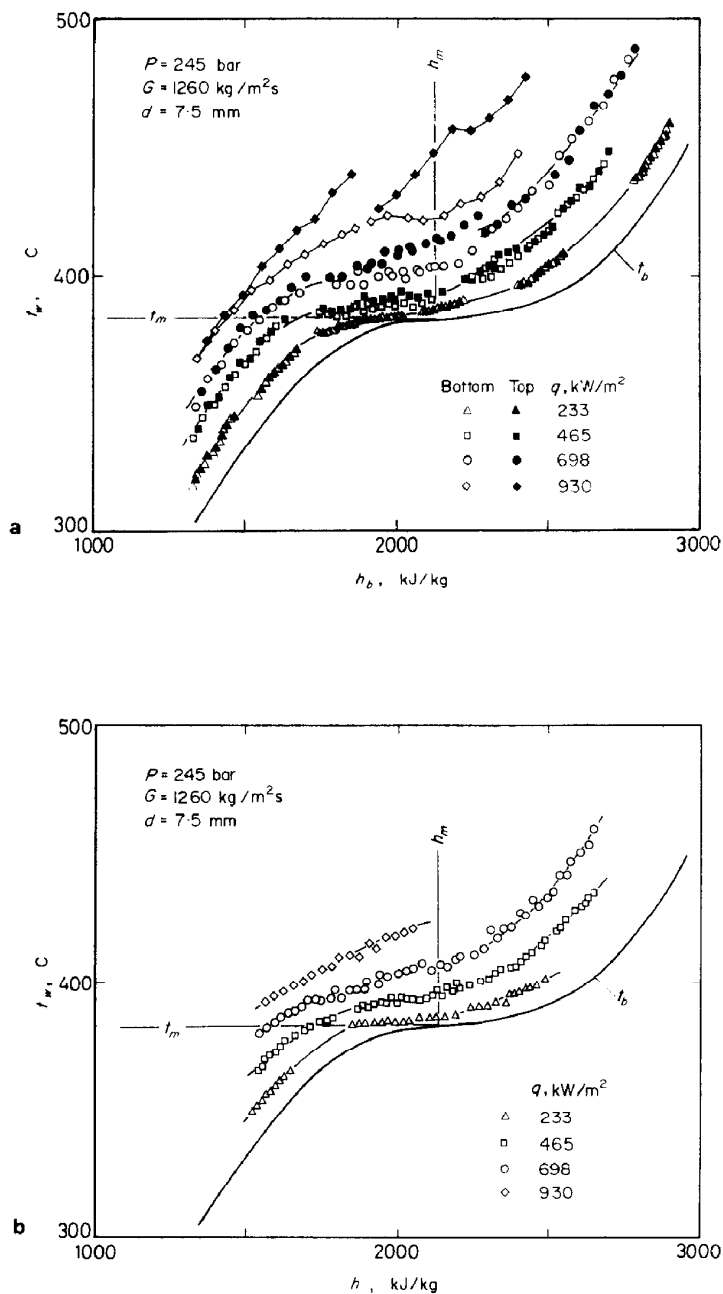 500
P = 245 bar
G = 1260 kg/m²s
d = 7·5 mm
h_m
t_w, C
400
t_m
t_b
Bottom Top q, kW/m²
△ ▲ 233
□ ■ 465
○ ● 698
◇ ◆ 930
300
a
1000 2000 3000
h_b, kJ/kg
500
P = 245 bar
G = 1260 kg/m²s
d = 7·5 mm
h_m
t_w, C
400
t_m
t_b
q, kW/m²
△ 233
□ 465
○ 698
◇ 930
b
300
1000 2000 3000
h , kJ/kg